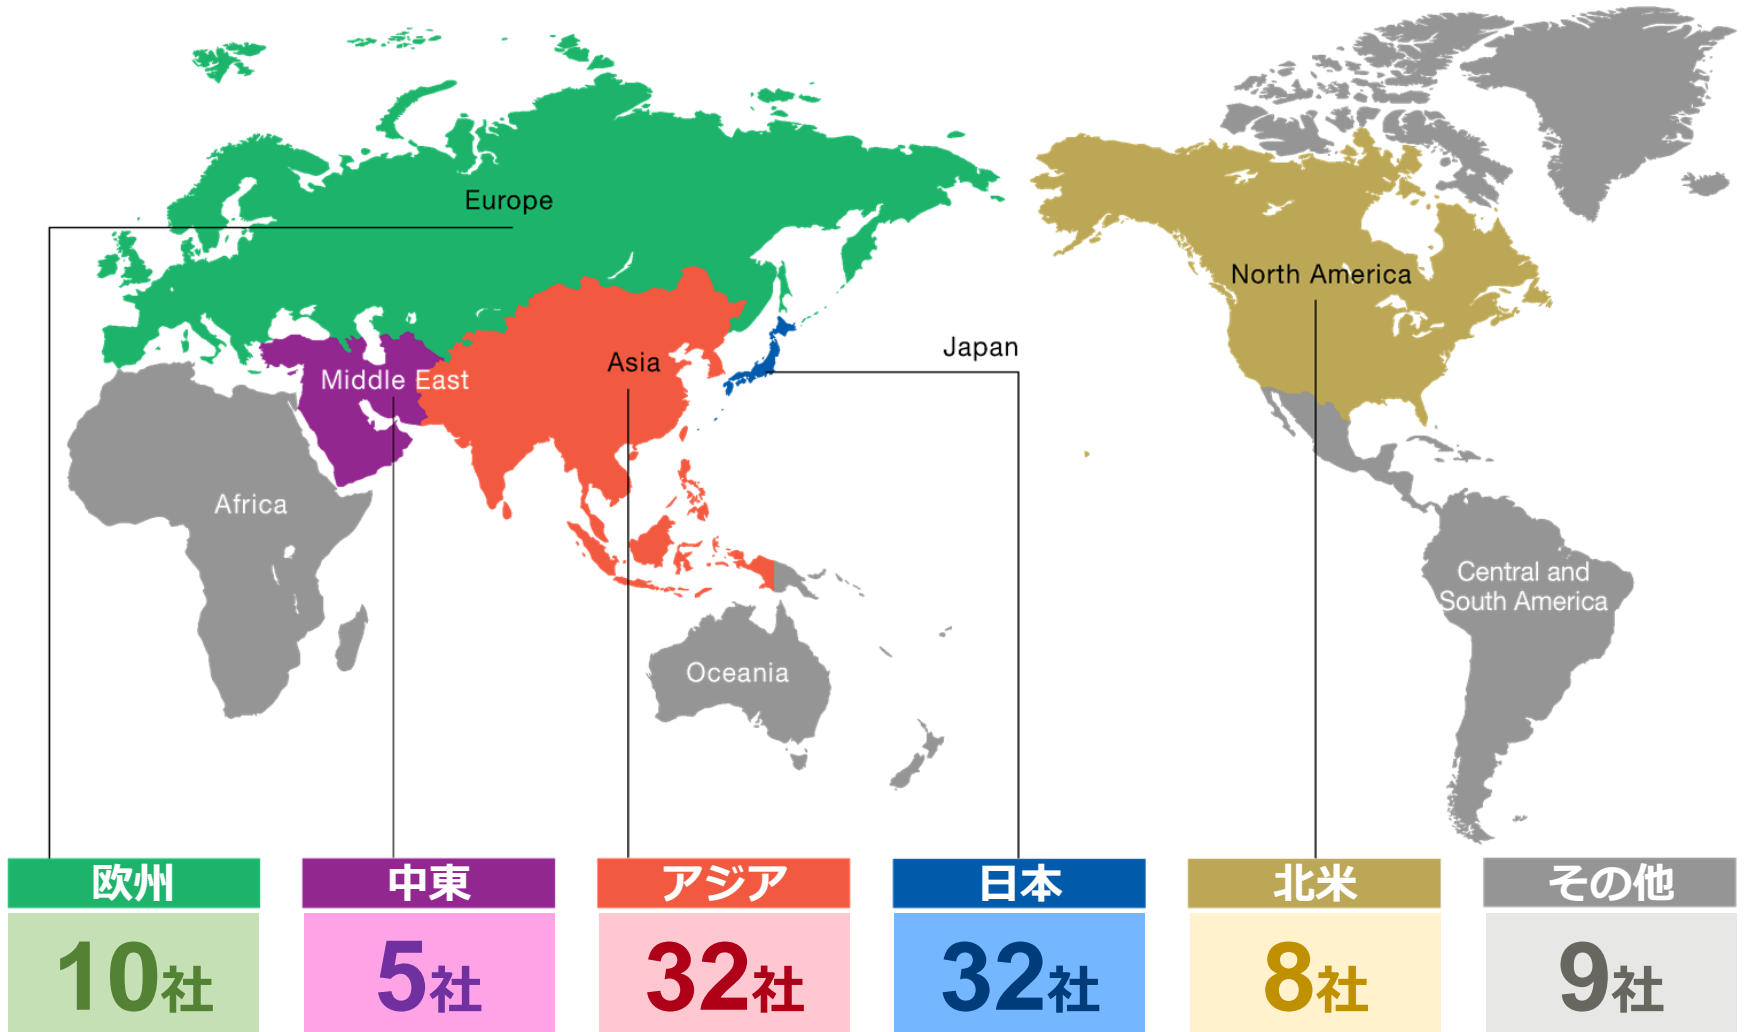 Europe
North America
Japan
Asia
Middle East
Africa
Central and
South America
Oceania
欧州
中東
アジア
日本
北米
その他
10社
5社
32社
32社
8社
9社